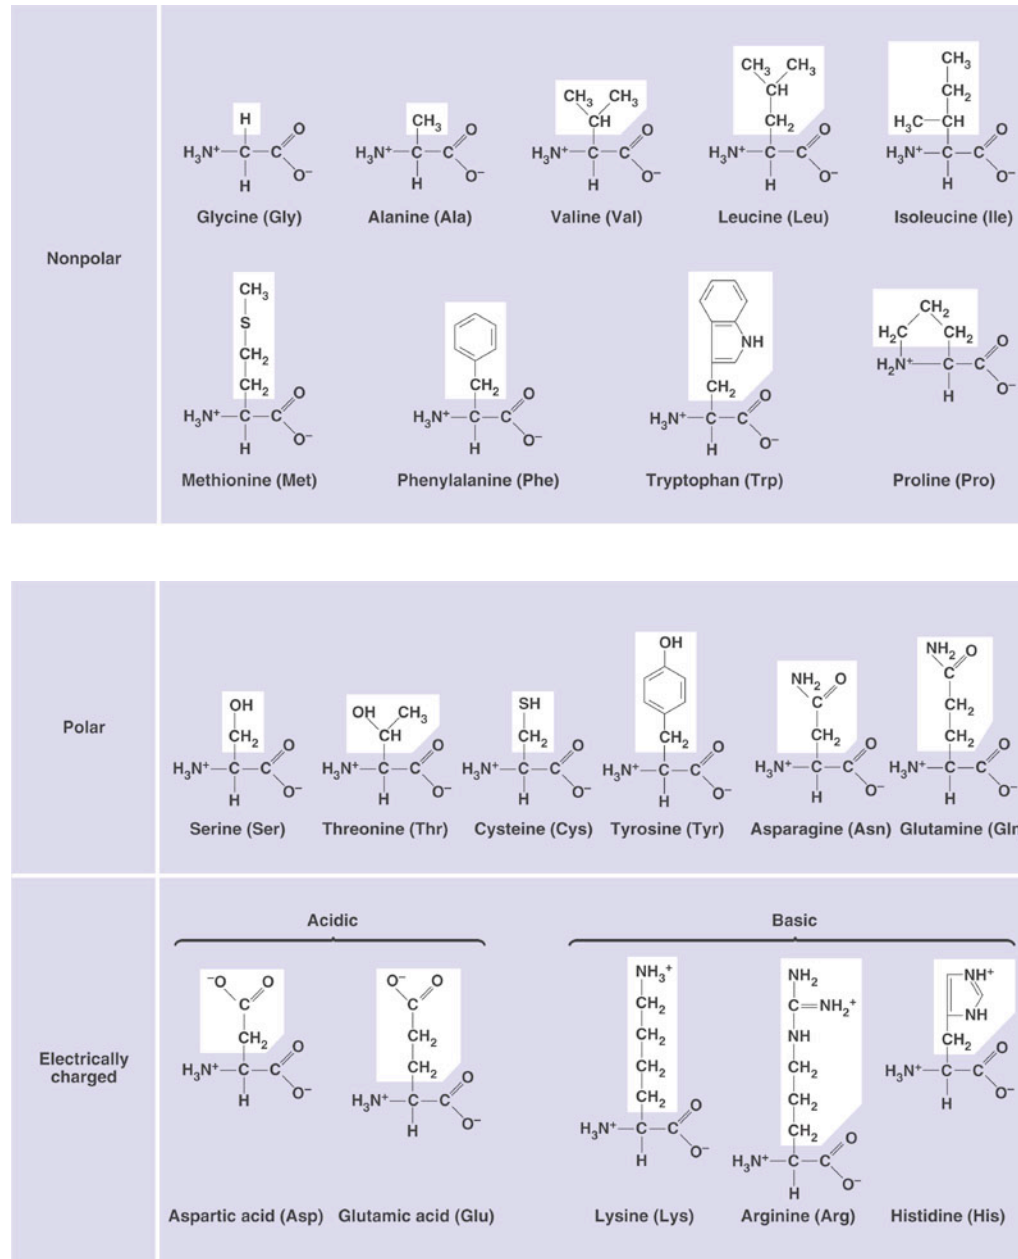 Nonpolar
H
H₃N⁺ C C O
H O⁻
Glycine (Gly)
CH₃
H₃N⁺ C C O
H O⁻
Alanine (Ala)
CH₃ CH₃
CH
H₃N⁺ C C O
H O⁻
Valine (Val)
CH₃ CH₃
CH
CH₂
H₃N⁺ C C O
H O⁻
Leucine (Leu)
CH₃
CH₂
H₃C CH
H₃N⁺ C C O
H O⁻
Isoleucine (Ile)
CH₃
S
CH₂
CH₂
H₃N⁺ C C O
H O⁻
Methionine (Met)
CH₂
H₃N⁺ C C O
H O⁻
Phenylalanine (Phe)
NH
CH₂
H₃N⁺ C C O
H O⁻
Tryptophan (Trp)
CH₂
H₂C CH₂
H₂N⁺ C C O
H O⁻
Proline (Pro)
Polar
OH
CH₂
H₃N⁺ C C O
H O⁻
Serine (Ser)
OH CH₃
CH
H₃N⁺ C C O
H O⁻
Threonine (Thr)
SH
CH₂
H₃N⁺ C C O
H O⁻
Cysteine (Cys)
OH
CH₂
H₃N⁺ C C O
H O⁻
Tyrosine (Tyr)
NH₂ O
C
CH₂
H₃N⁺ C C O
H O⁻
Asparagine (Asn)
NH₂ O
C
CH₂
CH₂
H₃N⁺ C C O
H O⁻
Glutamine (Gln
Electrically
charged
Acidic
⁻O O
C
CH₂
H₃N⁺ C C O
H O⁻
Aspartic acid (Asp)
O⁻ O
C
CH₂
CH₂
H₃N⁺ C C O
H O⁻
Glutamic acid (Glu)
Basic
NH₃⁺
CH₂
CH₂
CH₂
CH₂
H₃N⁺ C C O
H O⁻
Lysine (Lys)
NH₂
C=NH₂⁺
NH
CH₂
CH₂
CH₂
H₃N⁺ C C O
H O⁻
Arginine (Arg)
NH⁺
NH
CH₂
H₃N⁺ C C O
H O⁻
Histidine (His)